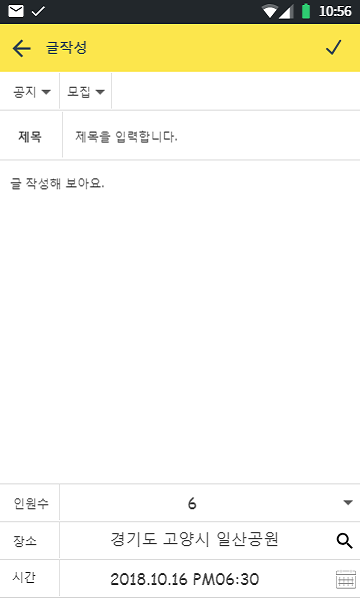 10:56
글작성
공지 모집
제목 제목을 입력합니다.
글 작성해 보아요.
인원수 6
장소 경기도 고양시 일산공원
시간 2018.10.16 PM06:30